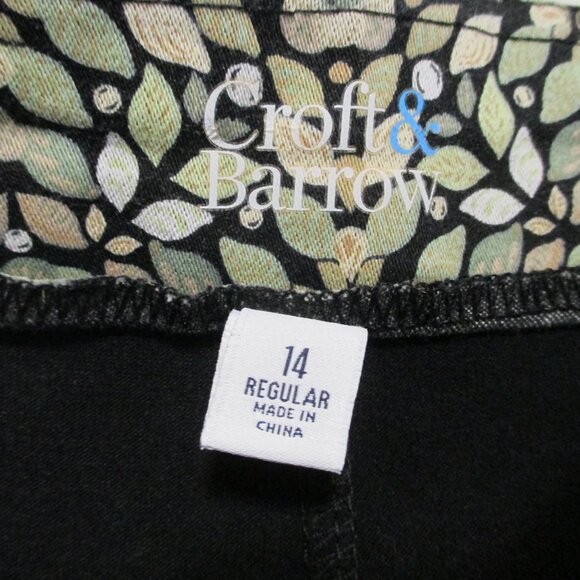 Croft&
Barrow
14
REGULAR
MADE IN
CHINA